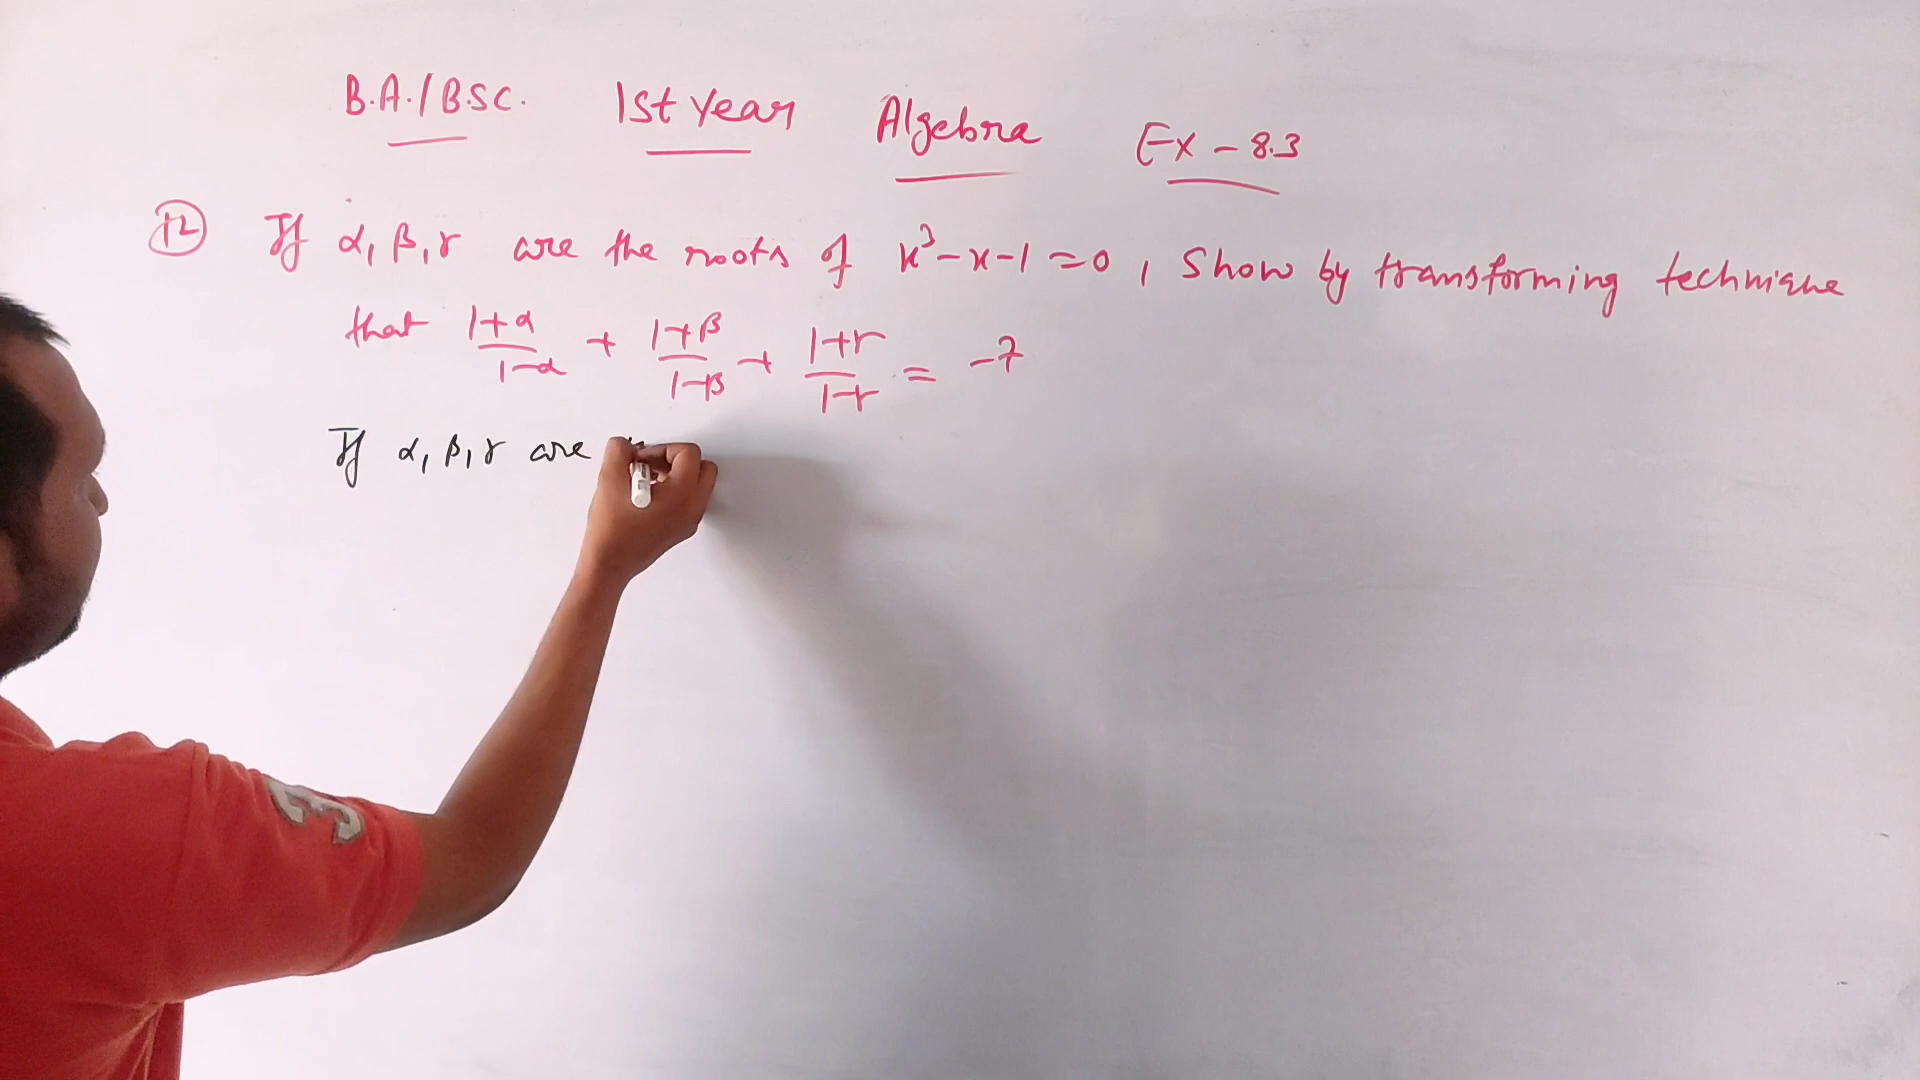 B.A./B.SC. 1st Year Algebra Ex - 8.3
12 If α, β, γ are the roots of x³-x-1=0, Show by transforming technique
that 1+α/1-α + 1+β/1-β + 1+r/1-r = -7
If α, β, γ are
3